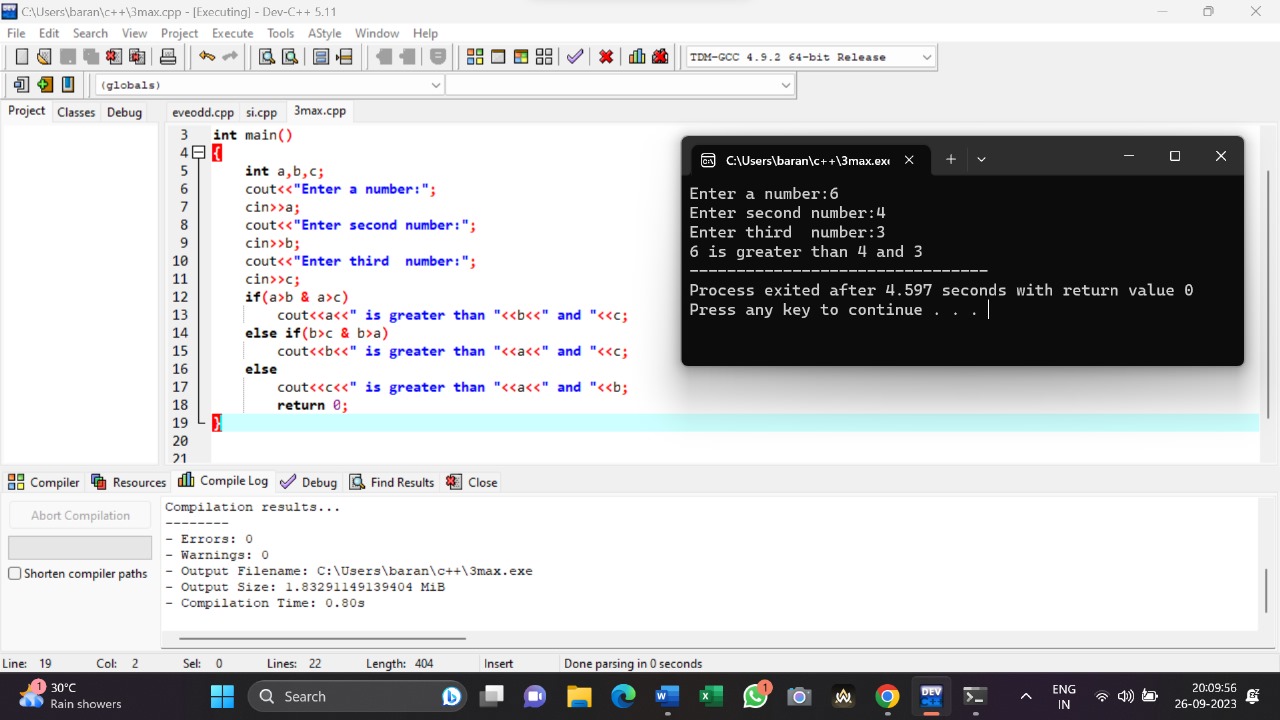 C:\Users\baran\c++\3max.cpp - [Executing] - Dev-C++ 5.11
File Edit Search View Project Execute Tools AStyle Window Help
TDM-GCC 4.9.2 64-bit Release
(globals)
Project Classes Debug eveodd.cpp si.cpp 3max.cpp
3 int main()
4 {
5 int a,b,c;
6 cout<<"Enter a number:";
7 cin>>a;
8 cout<<"Enter second number:";
9 cin>>b;
10 cout<<"Enter third  number:";
11 cin>>c;
12 if(a>b & a>c)
13 cout<<a<<" is greater than "<<b<<" and "<<c;
14 else if(b>c & b>a)
15 cout<<b<<" is greater than "<<a<<" and "<<c;
16 else
17 cout<<c<<" is greater than "<<a<<" and "<<b;
18 return 0;
19 }
20
21
C:\Users\baran\c++\3max.exe
Enter a number:6
Enter second number:4
Enter third  number:3
6 is greater than 4 and 3
--------------------------------
Process exited after 4.597 seconds with return value 0
Press any key to continue . . .
Compiler Resources Compile Log Debug Find Results Close
Abort Compilation
Shorten compiler paths
Compilation results...
--------
- Errors: 0
- Warnings: 0
- Output Filename: C:\Users\baran\c++\3max.exe
- Output Size: 1.83291149139404 MiB
- Compilation Time: 0.80s
Line: 19 Col: 2 Sel: 0 Lines: 22 Length: 404 Insert Done parsing in 0 seconds
1
30°C
Rain showers
Search
1
DEV
C++
ENG
IN
20:09:56
26-09-2023